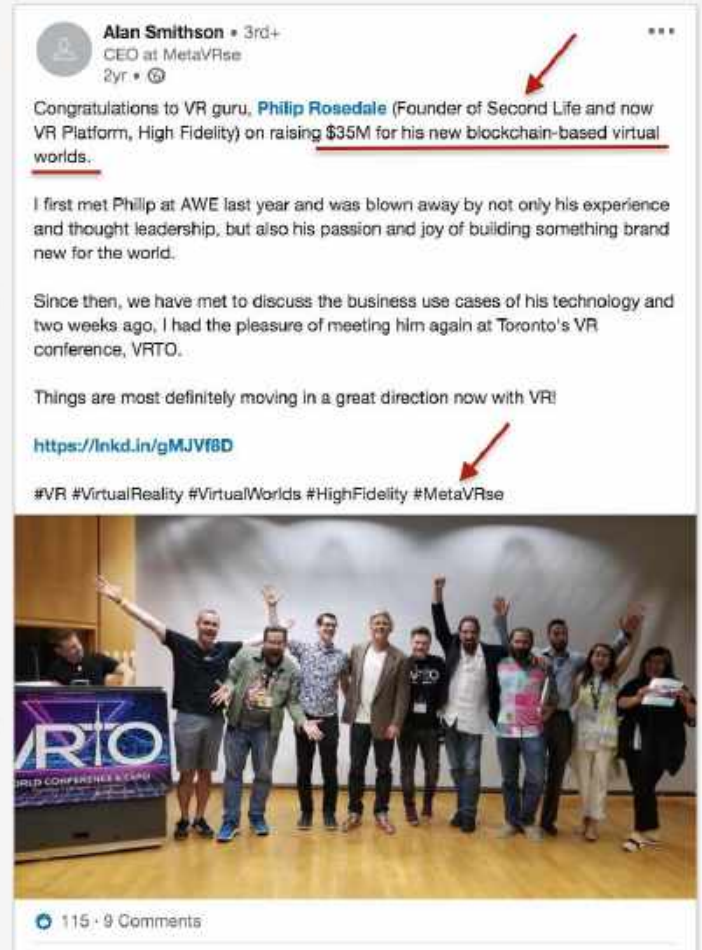 Alan Smithson • 3rd+
CEO at MetaVRse
2yr •
Congratulations to VR guru, Philip Rosedale (Founder of Second Life and now
VR Platform, High Fidelity) on raising $35M for his new blockchain-based virtual
worlds.
I first met Philip at AWE last year and was blown away by not only his experience
and thought leadership, but also his passion and joy of building something brand
new for the world.
Since then, we have met to discuss the business use cases of his technology and
two weeks ago, I had the pleasure of meeting him again at Toronto's VR
conference, VRTO.
Things are most definitely moving in a great direction now with VR!
https://lnkd.in/gMJVf8D
#VR #VirtualReality #VirtualWorlds #HighFidelity #MetaVRse
VRTO
ORLD CONFERENCE & EXPO
VRTO
115 · 9 Comments